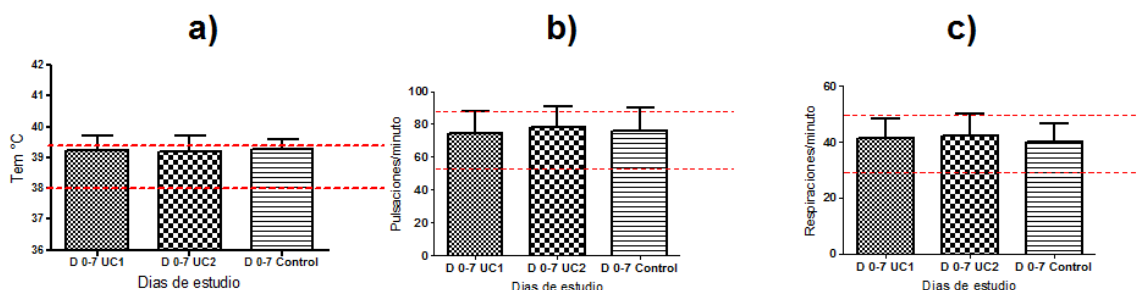 a)
Tem °C
42
41
40
39
38
37
36
D 0-7 UC1 D 0-7 UC2 D 0-7 Control
Dias de estudio
b)
Pulsaciones/minuto
100
80
60
40
20
0
D 0-7 UC1 D 0-7 UC2 D 0-7 Control
Dias de estudio
c)
Respiraciones/minuto
60
40
20
0
D 0-7 UC1 D 0-7 UC2 D 0-7 Control
Dias de estudio